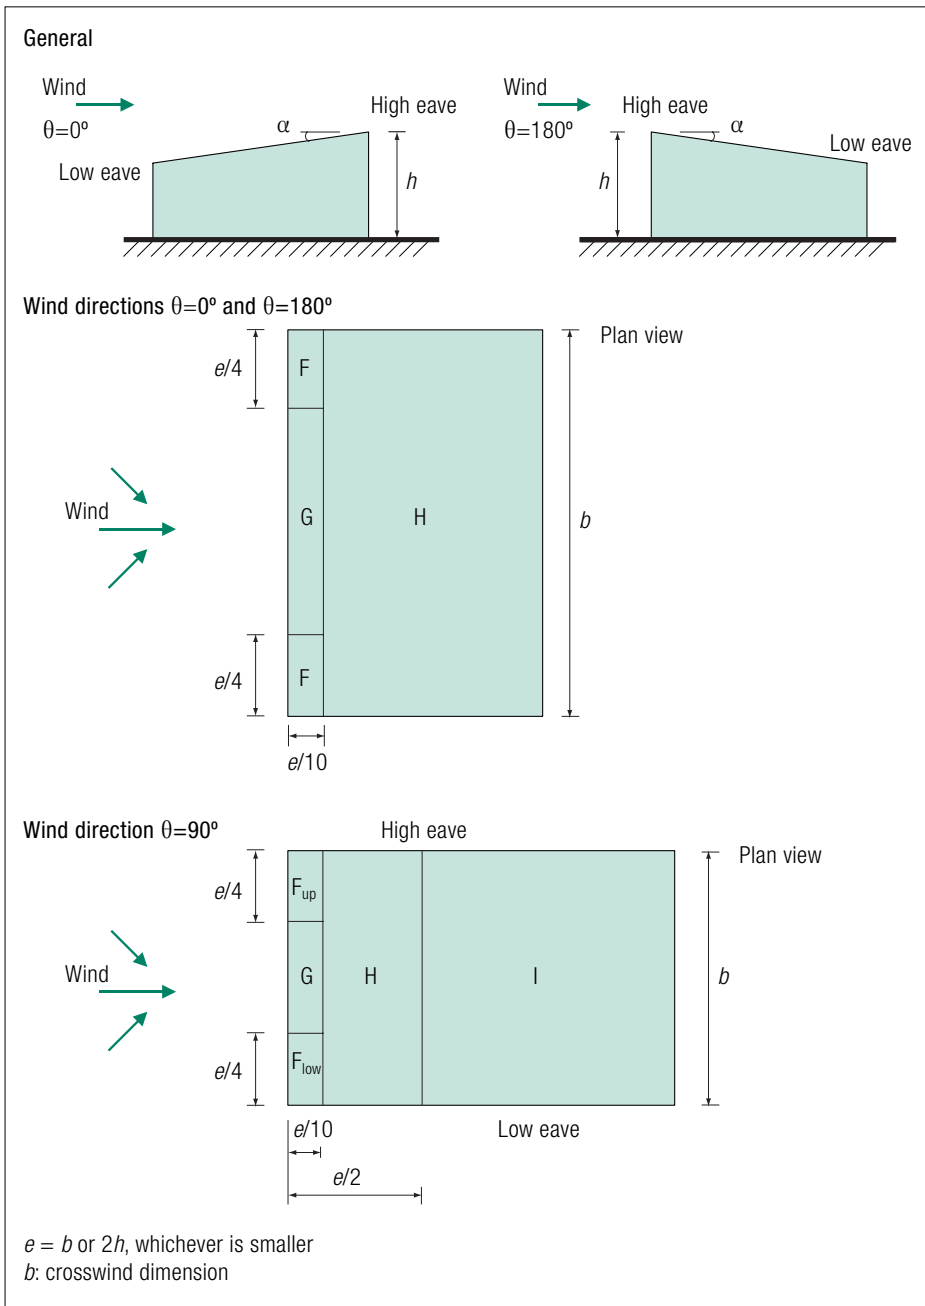 General
Wind
θ=0º
α
High eave
Low eave
h
Wind
θ=180º
High eave
α
Low eave
h
Wind directions θ=0º and θ=180º
Plan view
e/4
F
Wind
G
H
b
e/4
F
e/10
Wind direction θ=90º
High eave
Plan view
e/4
Fup
Wind
G
H
I
b
e/4
Flow
e/10
Low eave
e/2
e = b or 2h, whichever is smaller
b: crosswind dimension